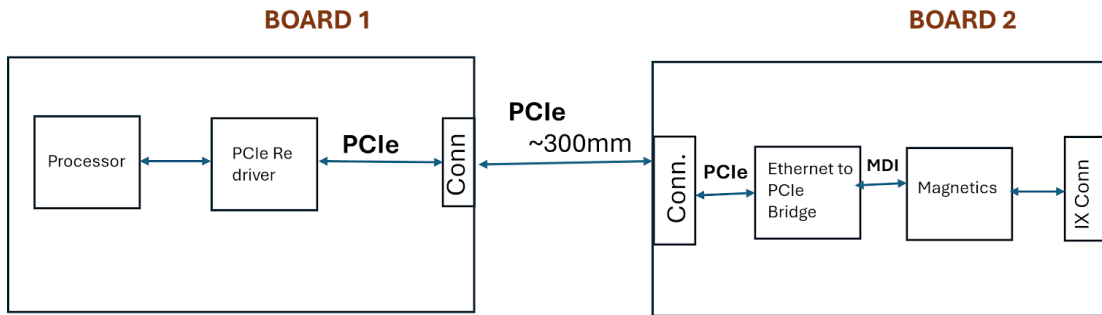 BOARD 1
BOARD 2
Processor
PCIe Re
driver
PCIe
Conn
PCIe
~300mm
Conn.
PCIe
Ethernet to
PCIe
Bridge
MDI
Magnetics
IX Conn